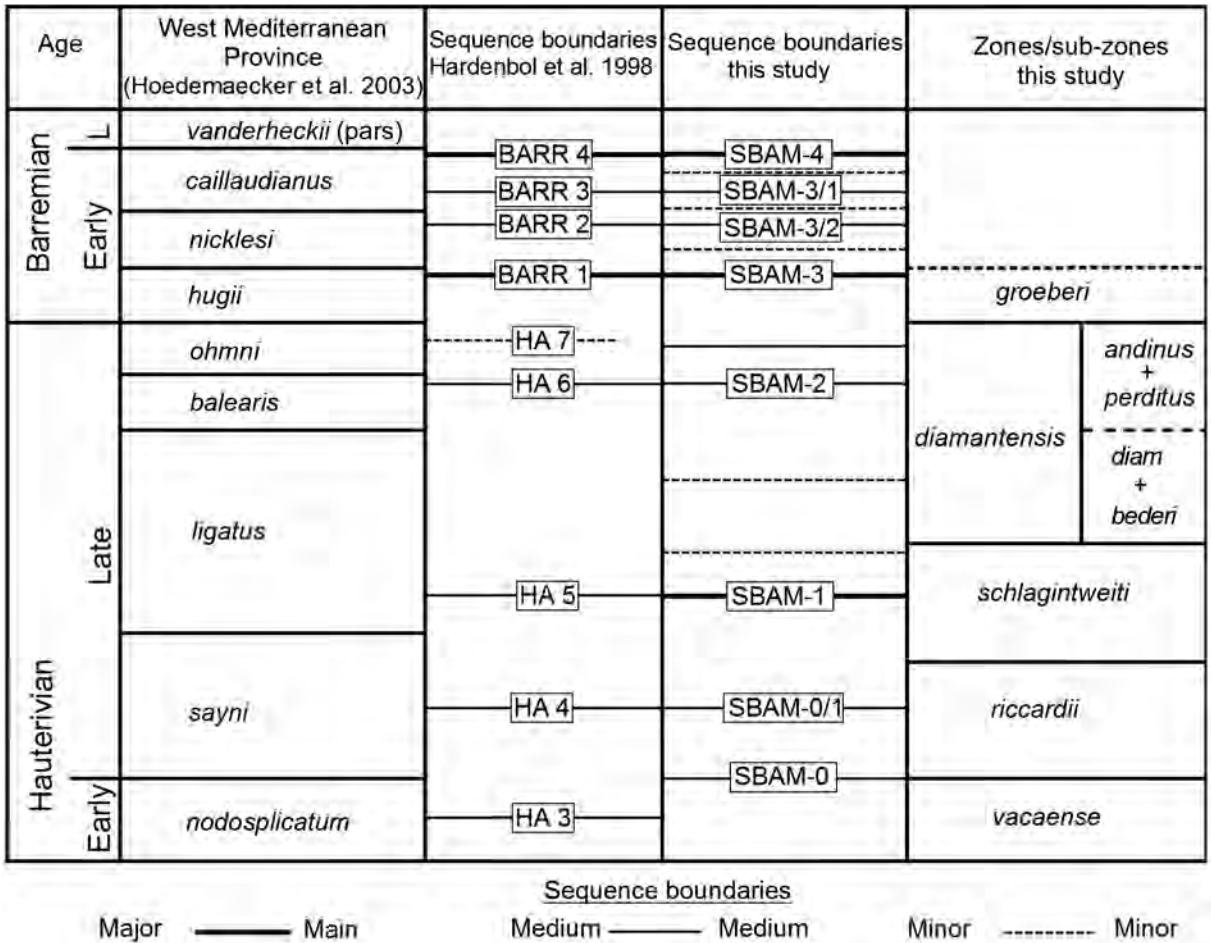 Age
West Mediterranean
Province
(Hoedemaecker et al. 2003)
Sequence boundaries
Hardenbol et al. 1998
Sequence boundaries
this study
Zones/sub-zones
this study
Barremian
L
Early
Hauterivian
Late
Early
vanderheckii (pars)
caillaudianus
nicklesi
hugii
ohmni
balearis
ligatus
sayni
nodosplicatum
BARR 4
BARR 3
BARR 2
BARR 1
HA 7
HA 6
HA 5
HA 4
HA 3
SBAM-4
SBAM-3/1
SBAM-3/2
SBAM-3
SBAM-2
SBAM-1
SBAM-0/1
SBAM-0
groeberi
diamantensis
andinus
+
perditus
diam
+
bederi
schlagintweiti
riccardii
vacaense
Sequence boundaries
Major Main Medium Medium Minor Minor